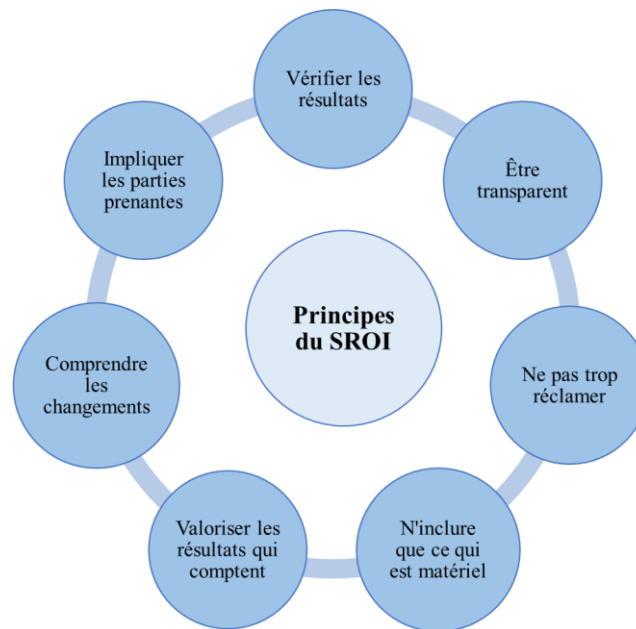 Vérifier les
résultats
Être
transparent
Ne pas trop
réclamer
N'inclure
que ce qui
est matériel
Valoriser les
résultats qui
comptent
Comprendre
les
changements
Impliquer
les parties
prenantes
Principes
du SROI